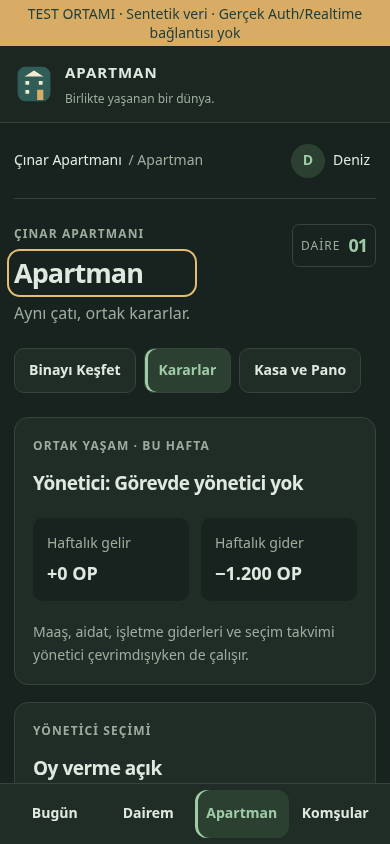 TEST ORTAMI · Sentetik veri · Gerçek Auth/Realtime
bağlantısı yok
APARTMAN
Birlikte yaşanan bir dünya.
Çınar Apartmanı / Apartman
D
Deniz
ÇINAR APARTMANI
DAİRE 01
Apartman
Aynı çatı, ortak kararlar.
Binayı Keşfet
Kararlar
Kasa ve Pano
ORTAK YAŞAM · BU HAFTA
Yönetici: Görevde yönetici yok
Haftalık gelir
+0 OP
Haftalık gider
−1.200 OP
Maaş, aidat, işletme giderleri ve seçim takvimi
yönetici çevrimdışıyken de çalışır.
YÖNETİCİ SEÇİMİ
Oy verme açık
Bugün
Dairem
Apartman
Komşular